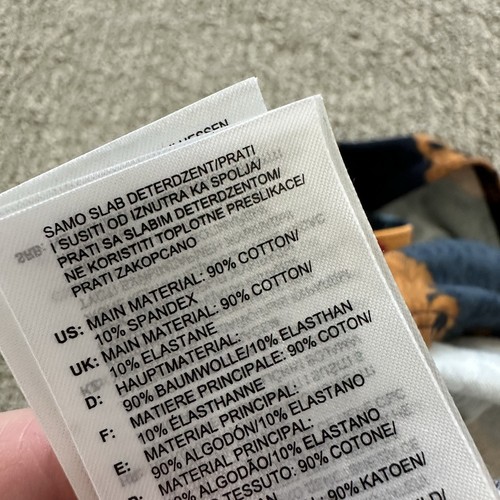 SAMO SLAB DETERDZENT/PRATI
I SUSITI OD IZNUTRA KA SPOLJA/
PRATI SA SLABIM DETERDZENTOM/
NE KORISTITI TOPLOTNE PRESLIKACE/
PRATI ZAKOPCANO
US: MAIN MATERIAL: 90% COTTON/
10% SPANDEX
UK: MAIN MATERIAL: 90% COTTON/
10% ELASTANE
D: HAUPTMATERIAL:
90% BAUMWOLLE/10% ELASTHAN
F: MATIERE PRINCIPALE: 90% COTON/
10% ÉLASTHANNE
E: MATERIAL PRINCIPAL:
90% ALGODÓN/10% ELASTANO
MATERIAL PRINCIPAL:
90% ALGODÃO/10% ELASTANO
TESSUTO: 90% COTONE/
90% KATOEN/